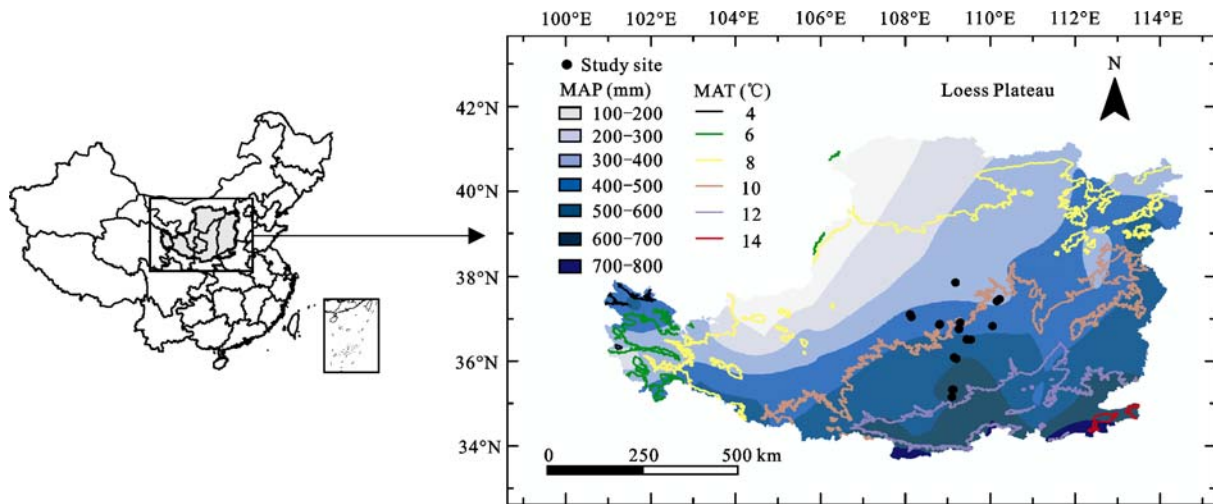 100°E 102°E 104°E 106°E 108°E 110°E 112°E 114°E
Study site
N
MAP (mm)
MAT (℃)
Loess Plateau
42°N
100-200
4
200-300
6
300-400
8
40°N
400-500
10
500-600
12
600-700
14
700-800
38°N
36°N
34°N
0 250 500 km